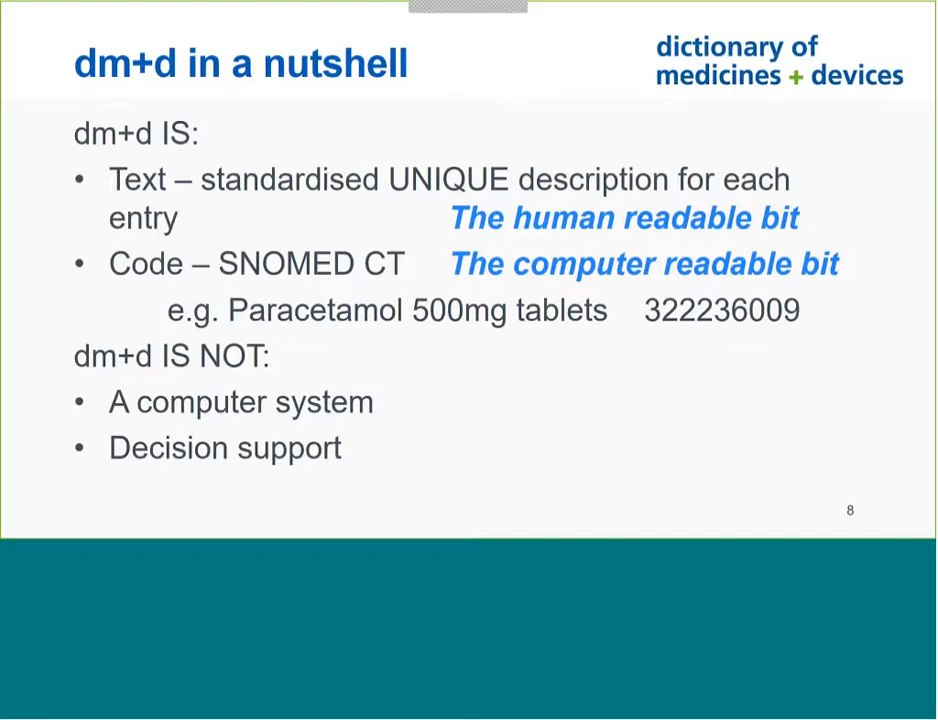 dm+d in a nutshell
dictionary of
medicines + devices
dm+d IS:
• Text – standardised UNIQUE description for each
entry The human readable bit
• Code – SNOMED CT The computer readable bit
e.g. Paracetamol 500mg tablets 322236009
dm+d IS NOT:
• A computer system
• Decision support
8